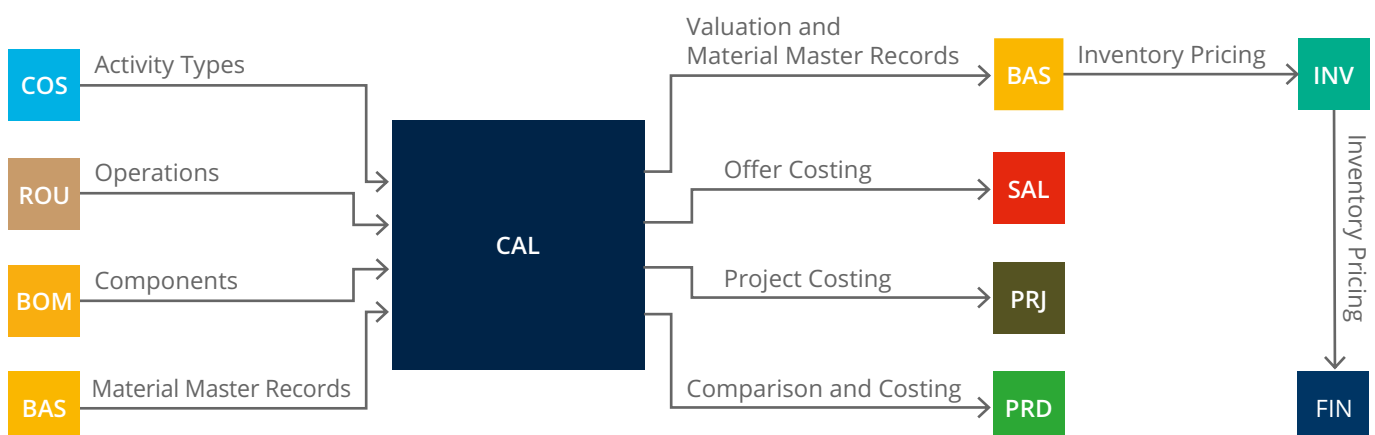 COS
Activity Types
ROU
Operations
BOM
Components
BAS
Material Master Records
CAL
Valuation and
Material Master Records
BAS
Inventory Pricing
INV
Inventory Pricing
FIN
Offer Costing
SAL
Project Costing
PRJ
Comparison and Costing
PRD